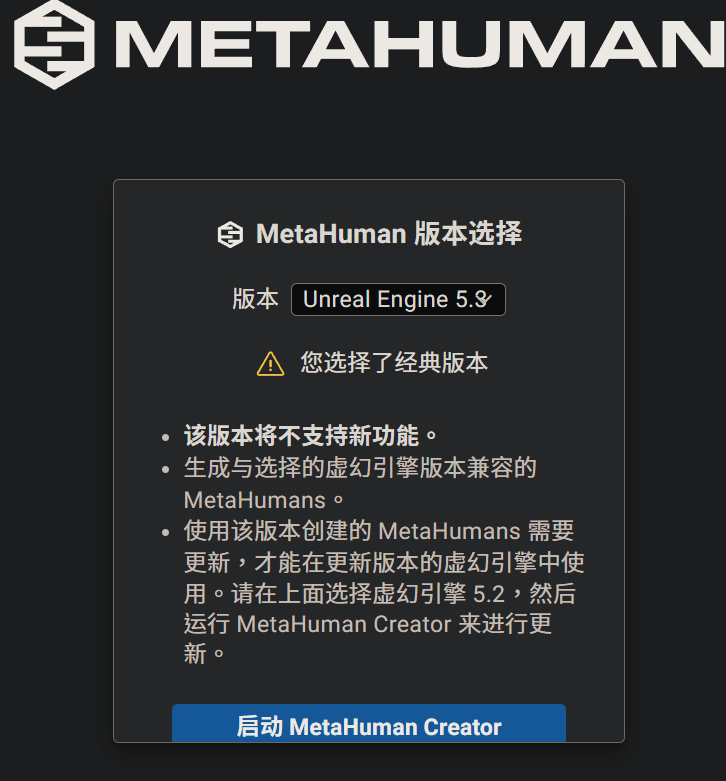 METAHUMAN
MetaHuman 版本选择
版本 Unreal Engine 5.3
您选择了经典版本
• 该版本将不支持新功能。
• 生成与选择的虚幻引擎版本兼容的
MetaHumans。
• 使用该版本创建的 MetaHumans 需要
更新，才能在更新版本的虚幻引擎中使
用。请在上面选择虚幻引擎 5.2，然后
运行 MetaHuman Creator 来进行更
新。
启动 MetaHuman Creator